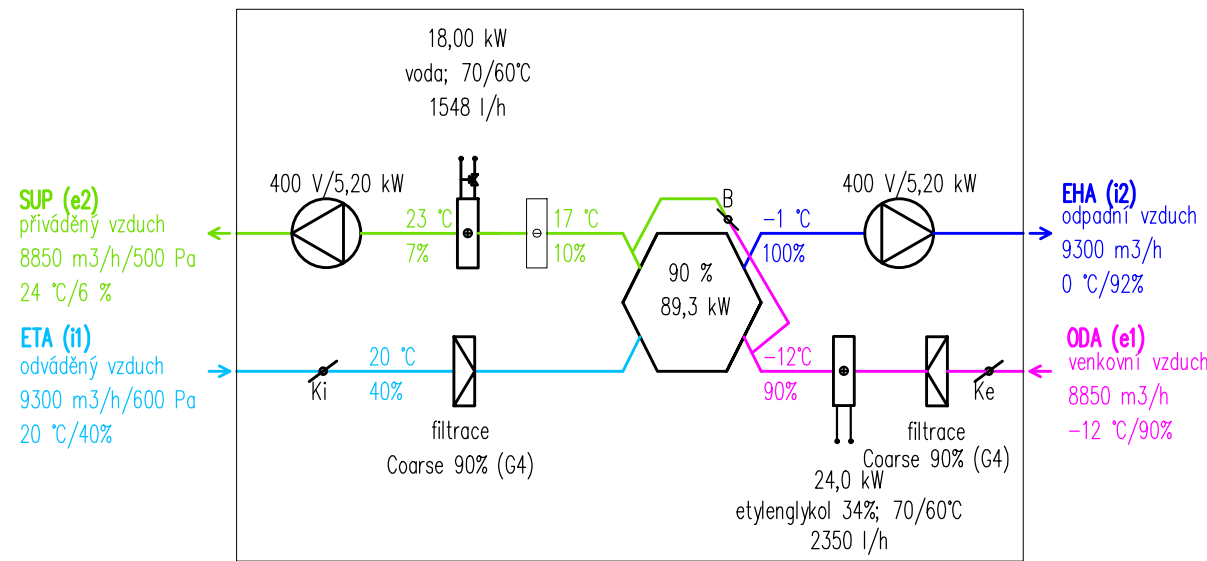 18,00 kW
voda; 70/60°C
1548 l/h
SUP (e2)
přiváděný vzduch
8850 m3/h/500 Pa
24 °C/6 %
400 V/5,20 kW
23 °C
7%
17 °C
10%
B
90 %
89,3 kW
-1 °C
100%
400 V/5,20 kW
EHA (i2)
odpadní vzduch
9300 m3/h
0 °C/92%
ETA (i1)
odváděný vzduch
9300 m3/h/600 Pa
20 °C/40%
Ki
20 °C
40%
filtrace
Coarse 90% (G4)
-12°C
90%
24,0 kW
etylenglykol 34%; 70/60°C
2350 l/h
filtrace
Coarse 90% (G4)
Ke
ODA (e1)
venkovní vzduch
8850 m3/h
-12 °C/90%